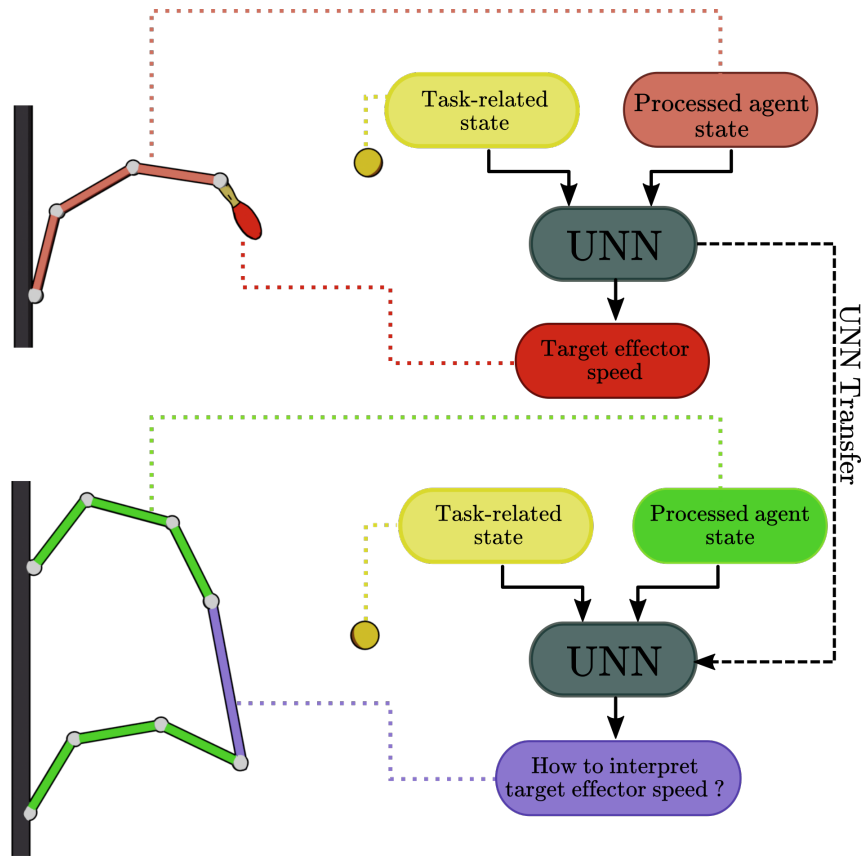 Task-related
state
Processed agent
state
UNN
Target effector
speed
UNN Transfer
Task-related
state
Processed agent
state
UNN
How to interpret
target effector speed ?